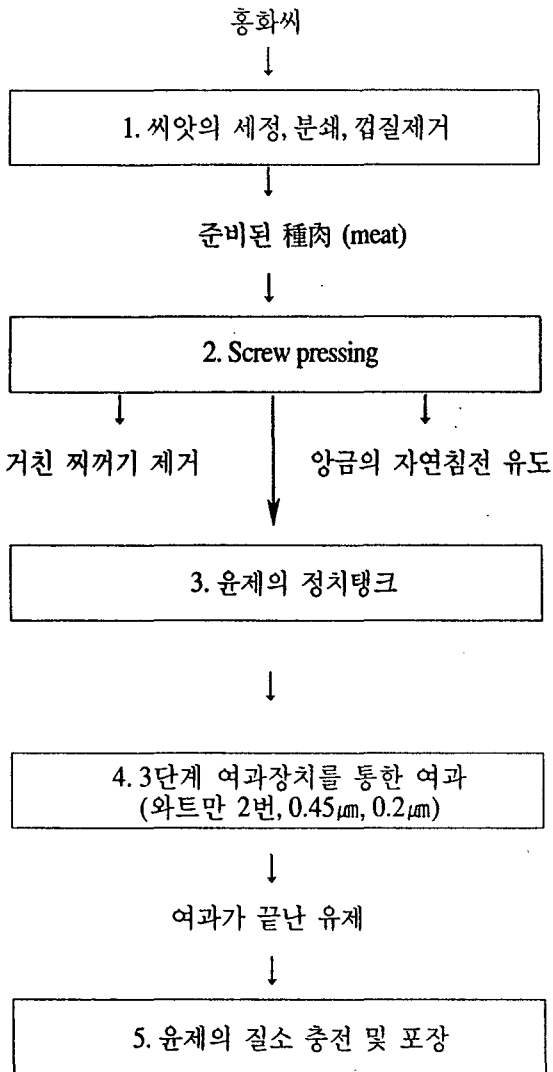 홍화씨
1. 씨앗의 세정, 분쇄, 껍질제거
준비된 種肉 (meat)
2. Screw pressing
거친 찌꺼기 제거
앙금의 자연침전 유도
3. 윤제의 정치탱크
4. 3단계 여과장치를 통한 여과
(와트만 2번, 0.45㎛, 0.2㎛)
여과가 끝난 유제
5. 윤제의 질소 충전 및 포장